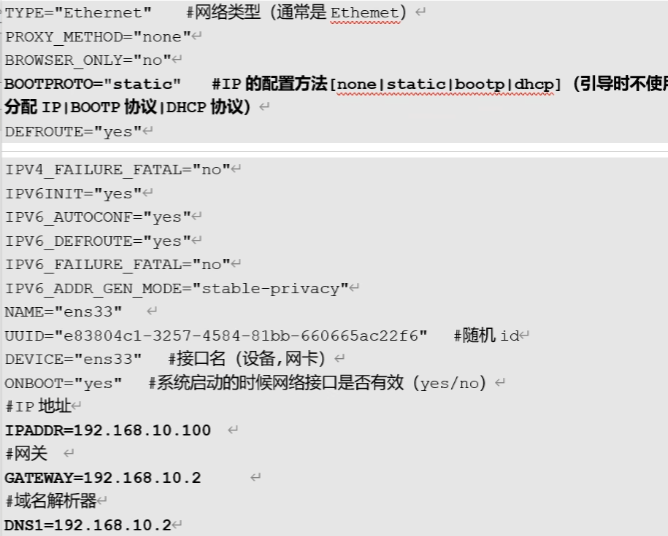 TYPE="Ethernet" #网络类型（通常是 Ethemet）
PROXY_METHOD="none"
BROWSER_ONLY="no"
BOOTPROTO="static" #IP 的配置方法[none|static|bootp|dhcp]（引导时不使用
分配 IP|BOOTP 协议|DHCP 协议）
DEFROUTE="yes"
IPV4_FAILURE_FATAL="no"
IPV6INIT="yes"
IPV6_AUTOCONF="yes"
IPV6_DEFROUTE="yes"
IPV6_FAILURE_FATAL="no"
IPV6_ADDR_GEN_MODE="stable-privacy"
NAME="ens33"
UUID="e83804c1-3257-4584-81bb-660665ac22f6" #随机 id
DEVICE="ens33" #接口名（设备,网卡）
ONBOOT="yes" #系统启动的时候网络接口是否有效（yes/no）
#IP 地址
IPADDR=192.168.10.100
#网关
GATEWAY=192.168.10.2
#域名解析器
DNS1=192.168.10.2